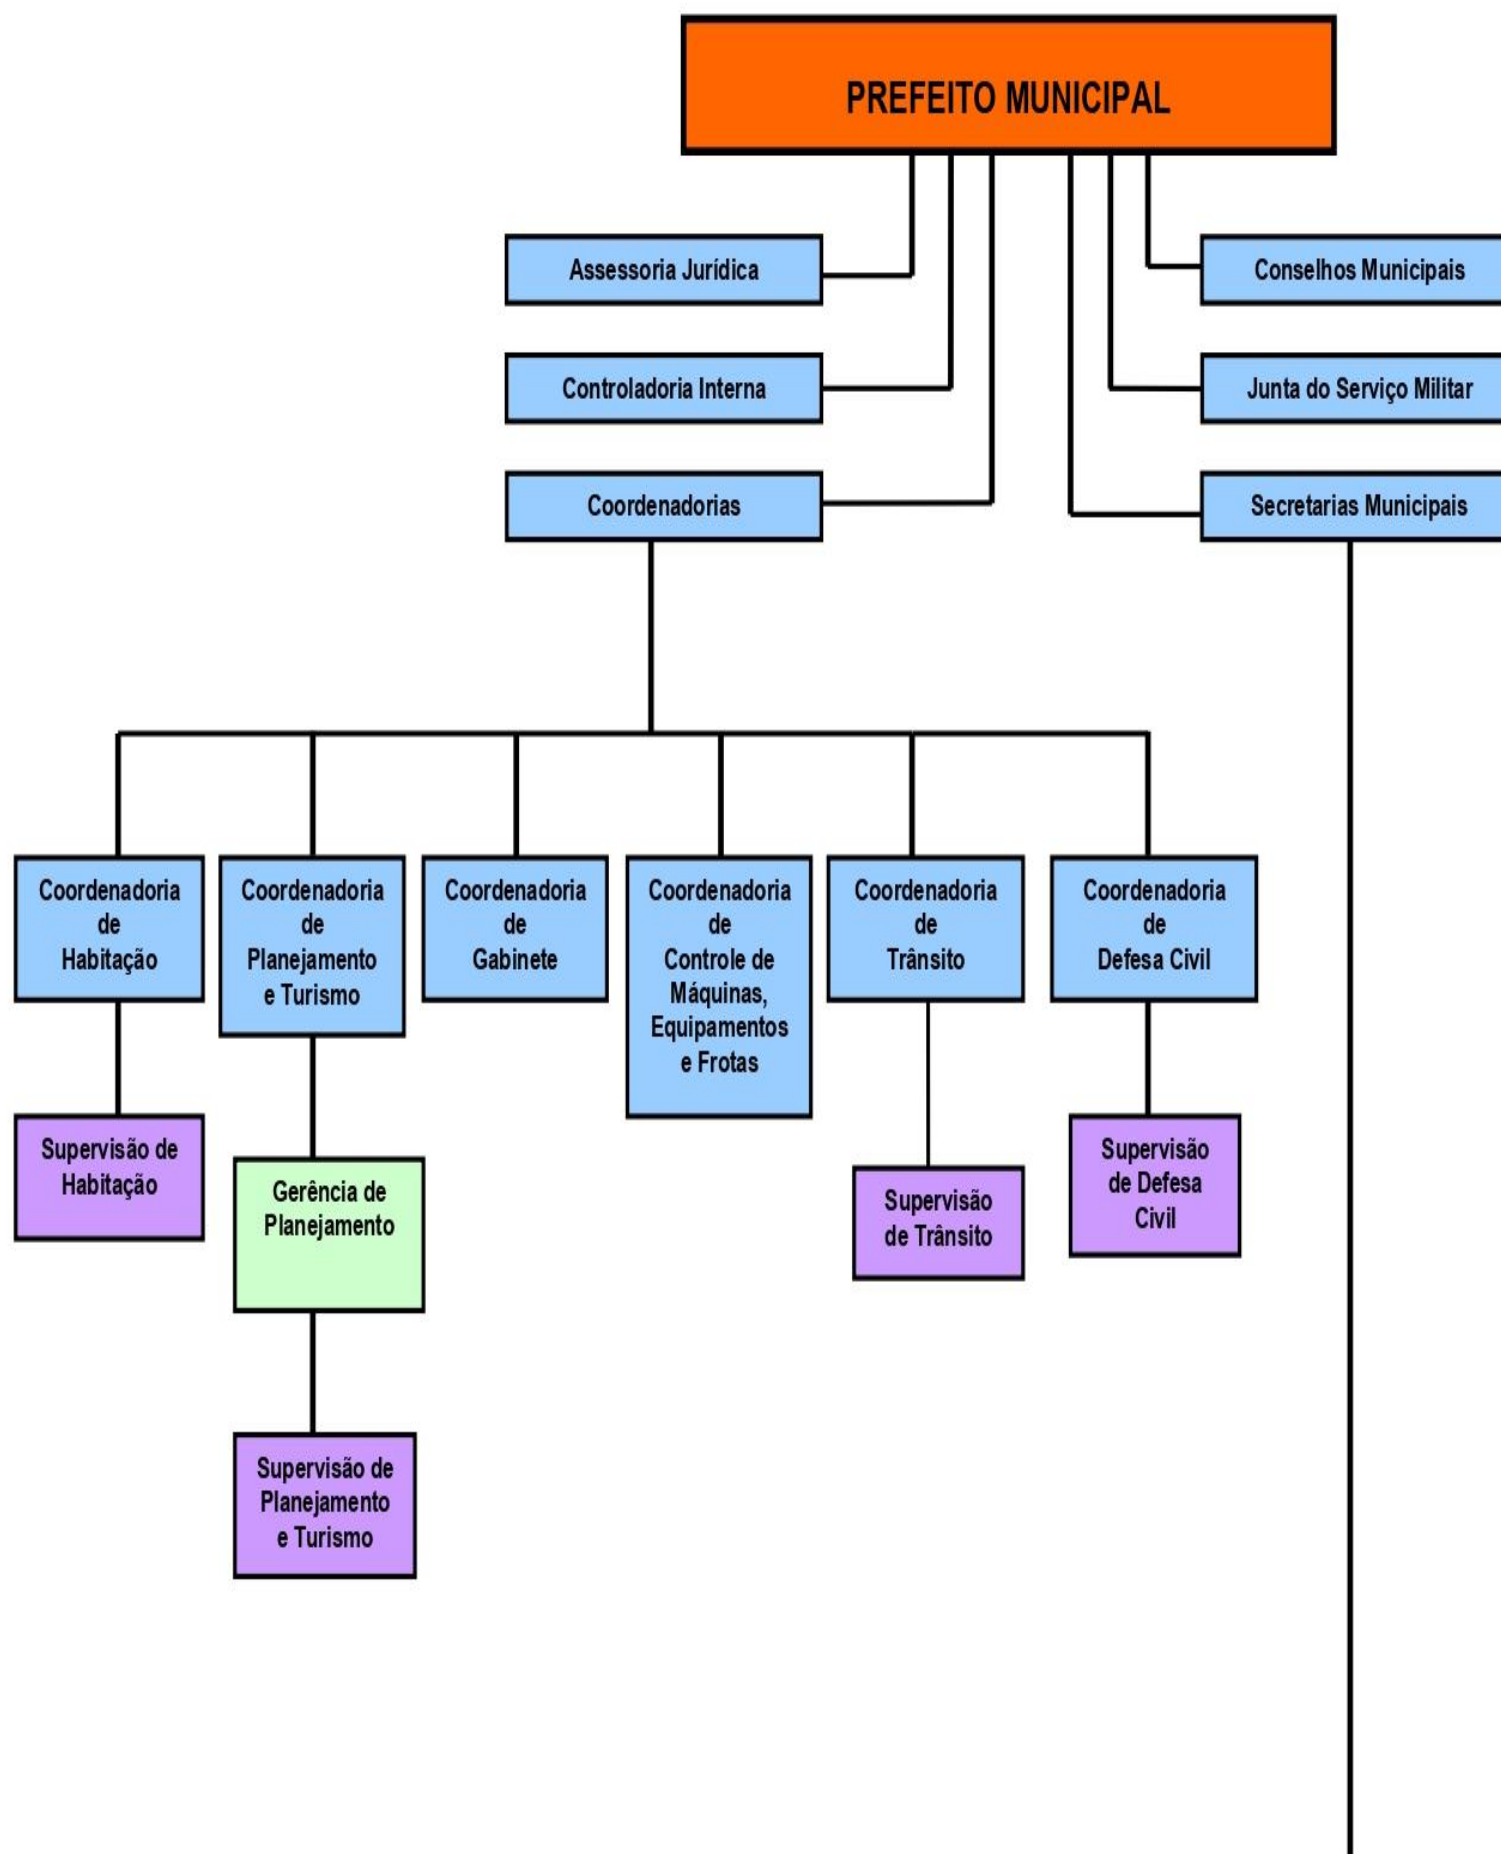 PREFEITO MUNICIPAL
Assessoria Jurídica
Conselhos Municipais
Controladoria Interna
Junta do Serviço Militar
Coordenadorias
Secretarias Municipais
Coordenadoria
de
Habitação
Coordenadoria
de
Planejamento
e Turismo
Coordenadoria
de
Gabinete
Coordenadoria
de
Controle de
Máquinas,
Equipamentos
e Frotas
Coordenadoria
de
Trânsito
Coordenadoria
de
Defesa Civil
Supervisão de
Habitação
Gerência de
Planejamento
Supervisão
de Trânsito
Supervisão
de Defesa
Civil
Supervisão de
Planejamento
e Turismo